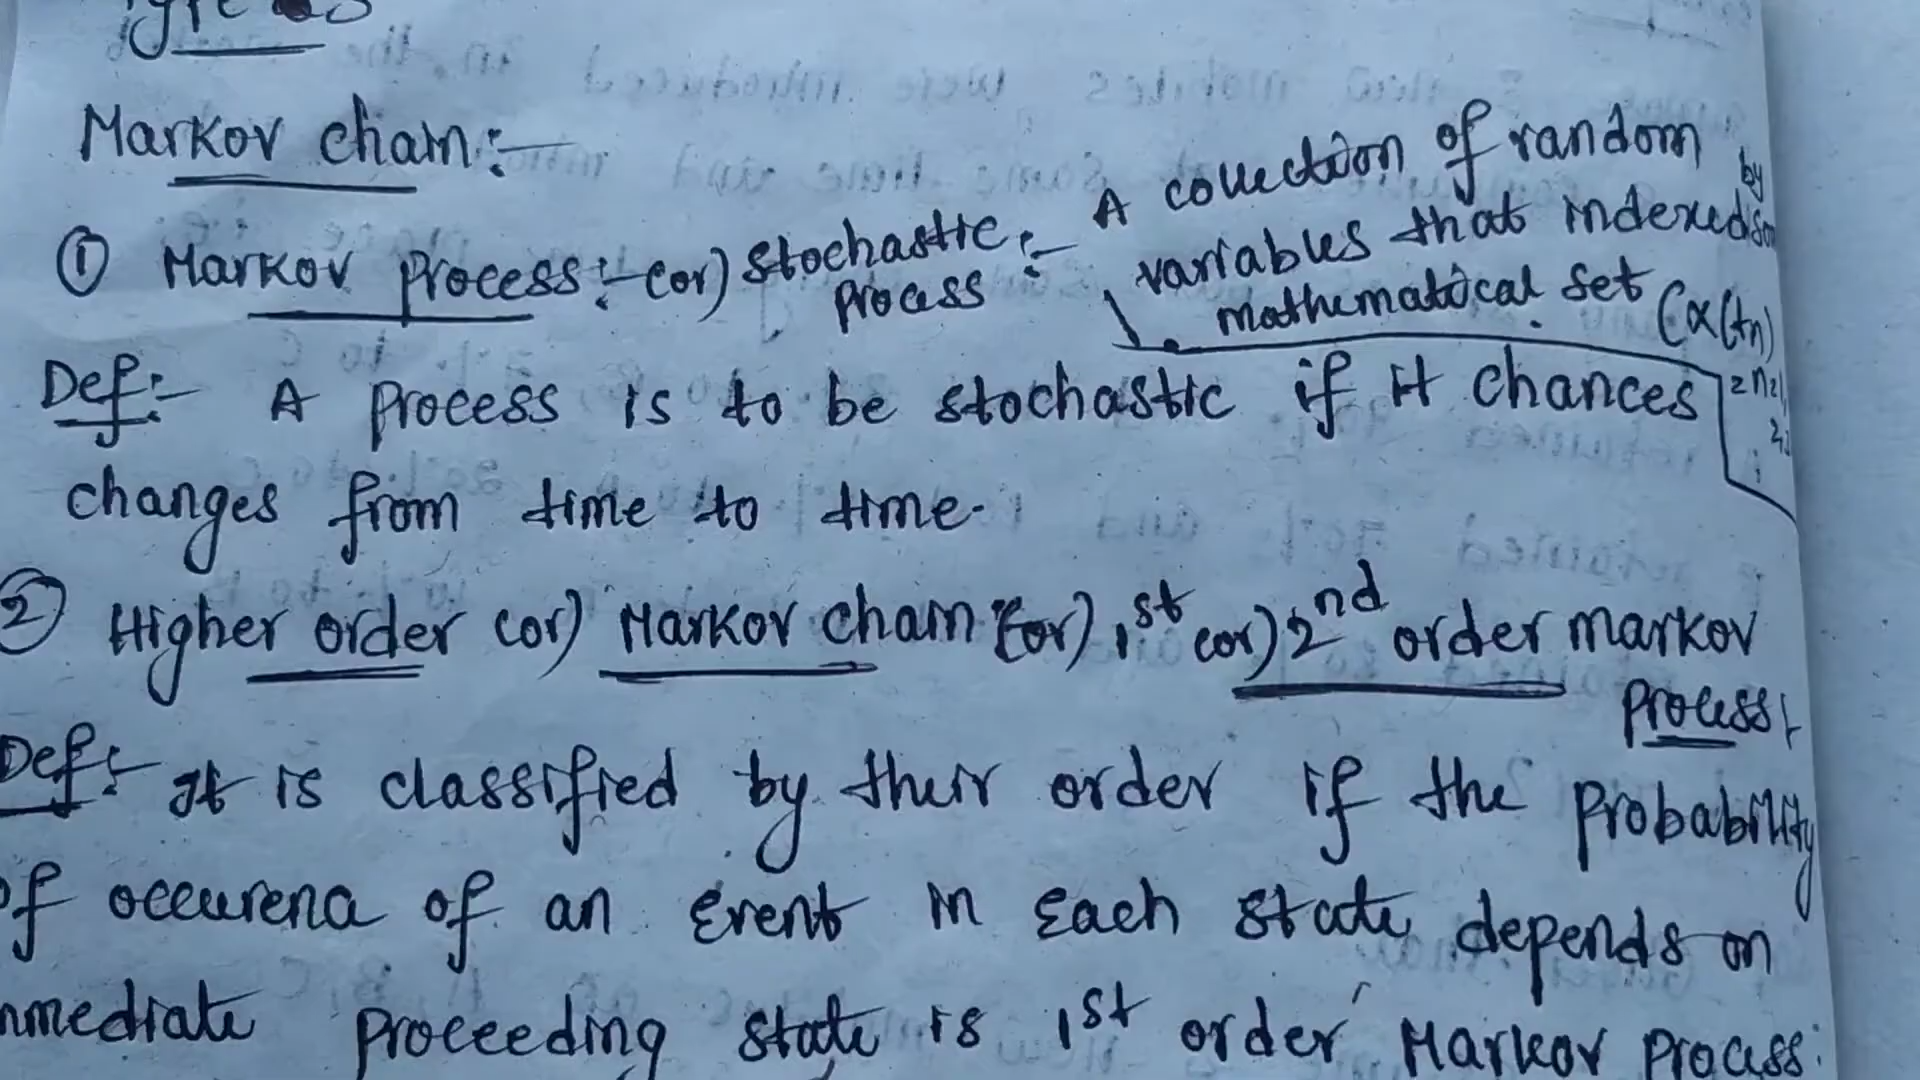 Markov chain:-
① Markov process:- (or) stochastic process :- A collection of random
variables that indexed by
mathematical set (x(tn)
Def:- A process is to be stochastic if it chances
changes from time to time.
② Higher order (or) Markov chain (or) 1st (or) 2nd order markov
process:-
Def:- It is classified by their order if the probability
of occurena of an Event in Each state depends on
mmediate proceeding state is 1st order Markov process: